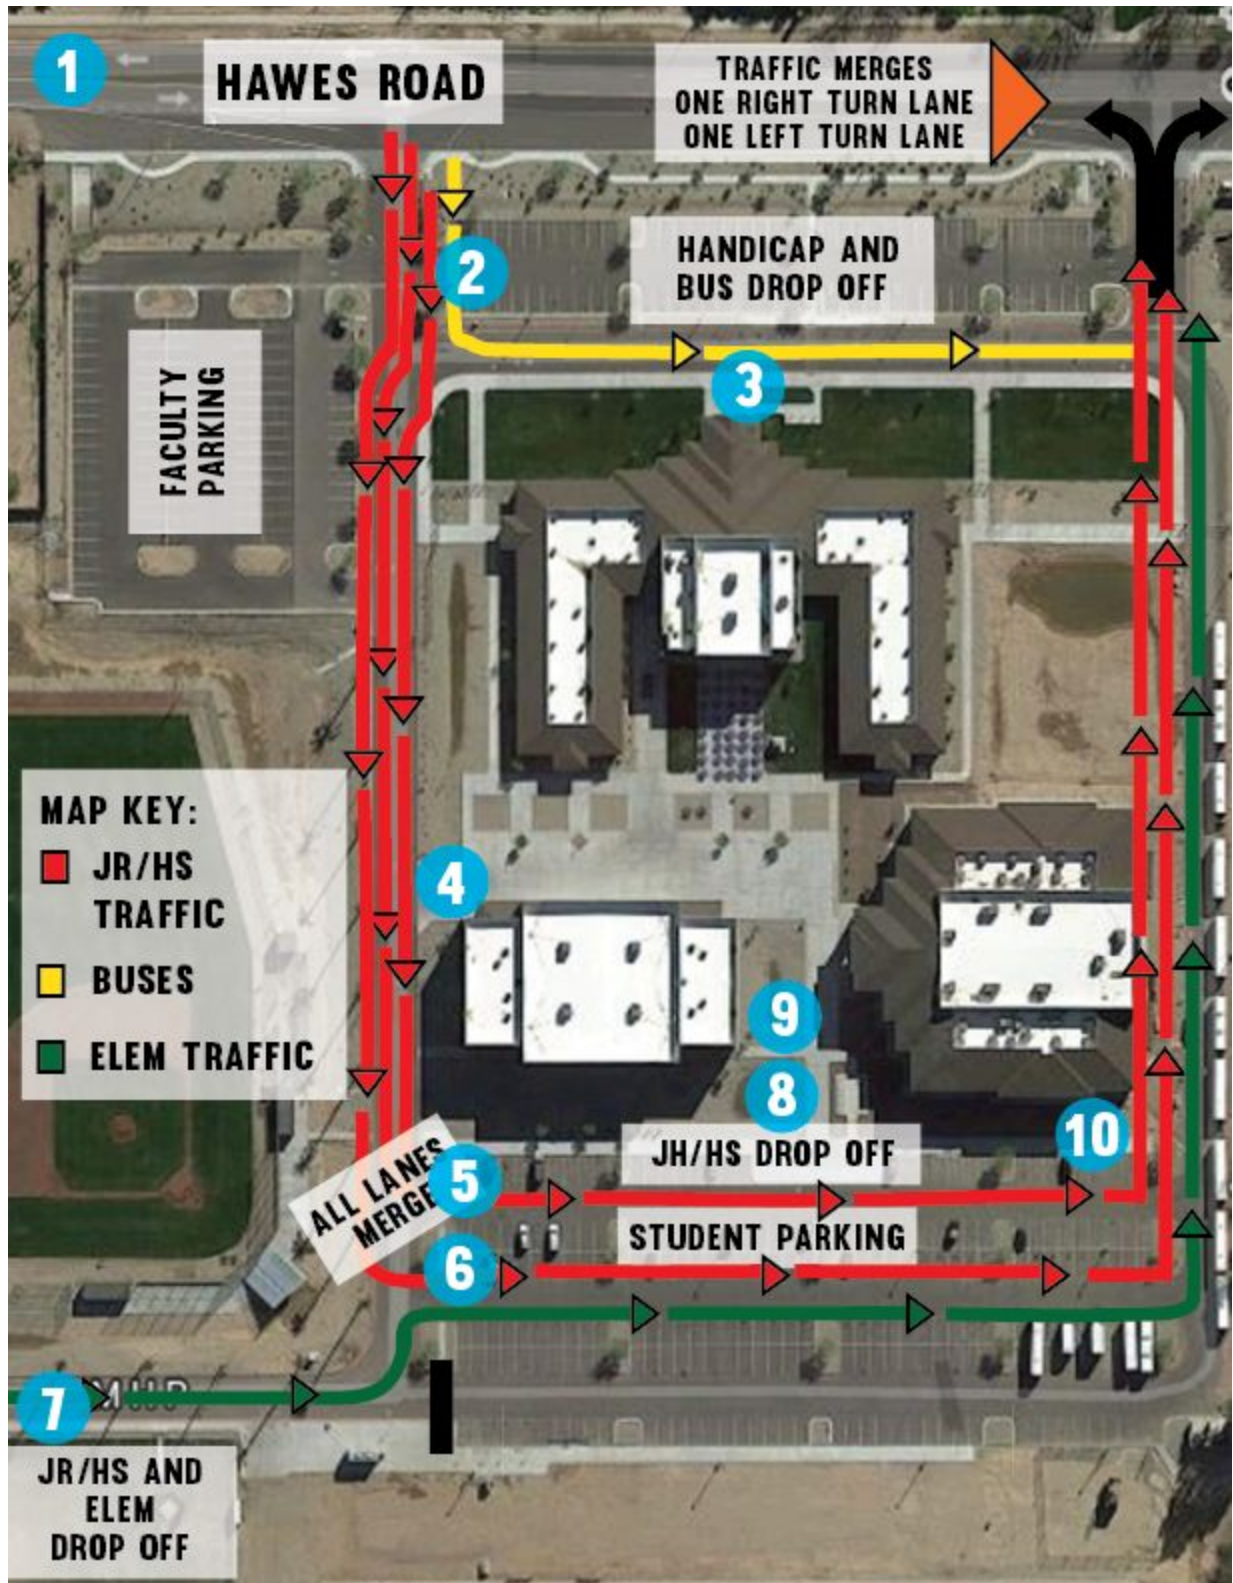 1
HAWES ROAD
TRAFFIC MERGES
ONE RIGHT TURN LANE
ONE LEFT TURN LANE
2
HANDICAP AND
BUS DROP OFF
3
FACULTY
PARKING
MAP KEY:
JR/HS
TRAFFIC
BUSES
ELEM TRAFFIC
4
9
8
10
JH/HS DROP OFF
ALL LANES
MERGE
5
STUDENT PARKING
6
7
JR/HS AND
ELEM
DROP OFF